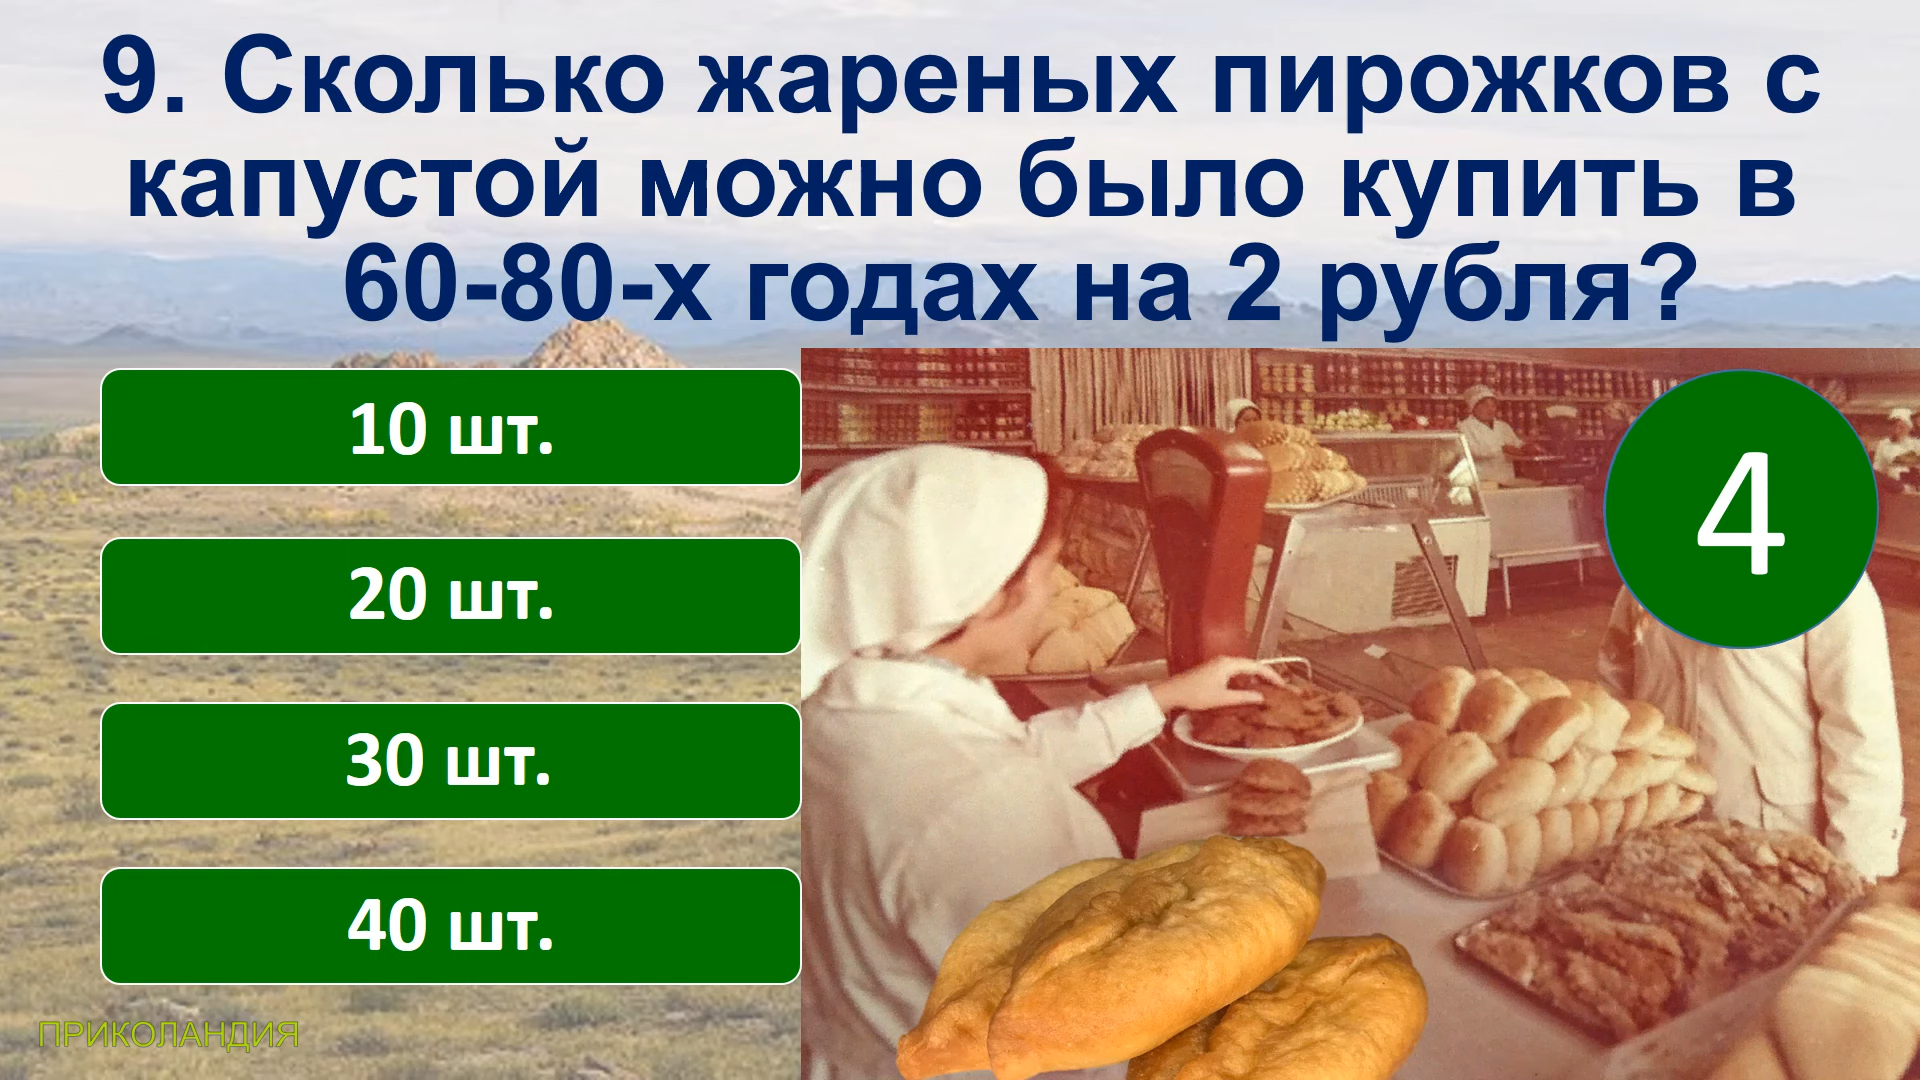 9. Сколько жареных пирожков с
капустой можно было купить в
60-80-х годах на 2 рубля?
10 шт.
20 шт.
30 шт.
40 шт.
4
ПРИКОЛАНДИЯ